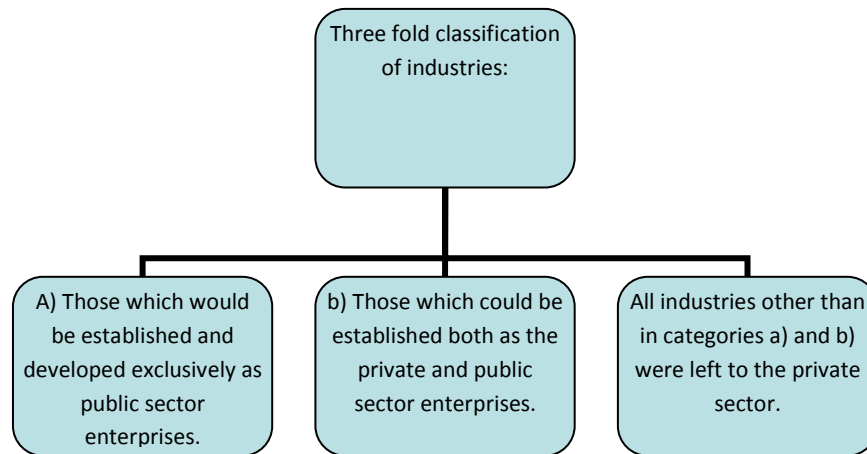 Three fold classification
of industries:
A) Those which would
be established and
developed exclusively as
public sector
enterprises.
b) Those which could be
established both as the
private and public
sector enterprises.
All industries other than
in categories a) and b)
were left to the private
sector.